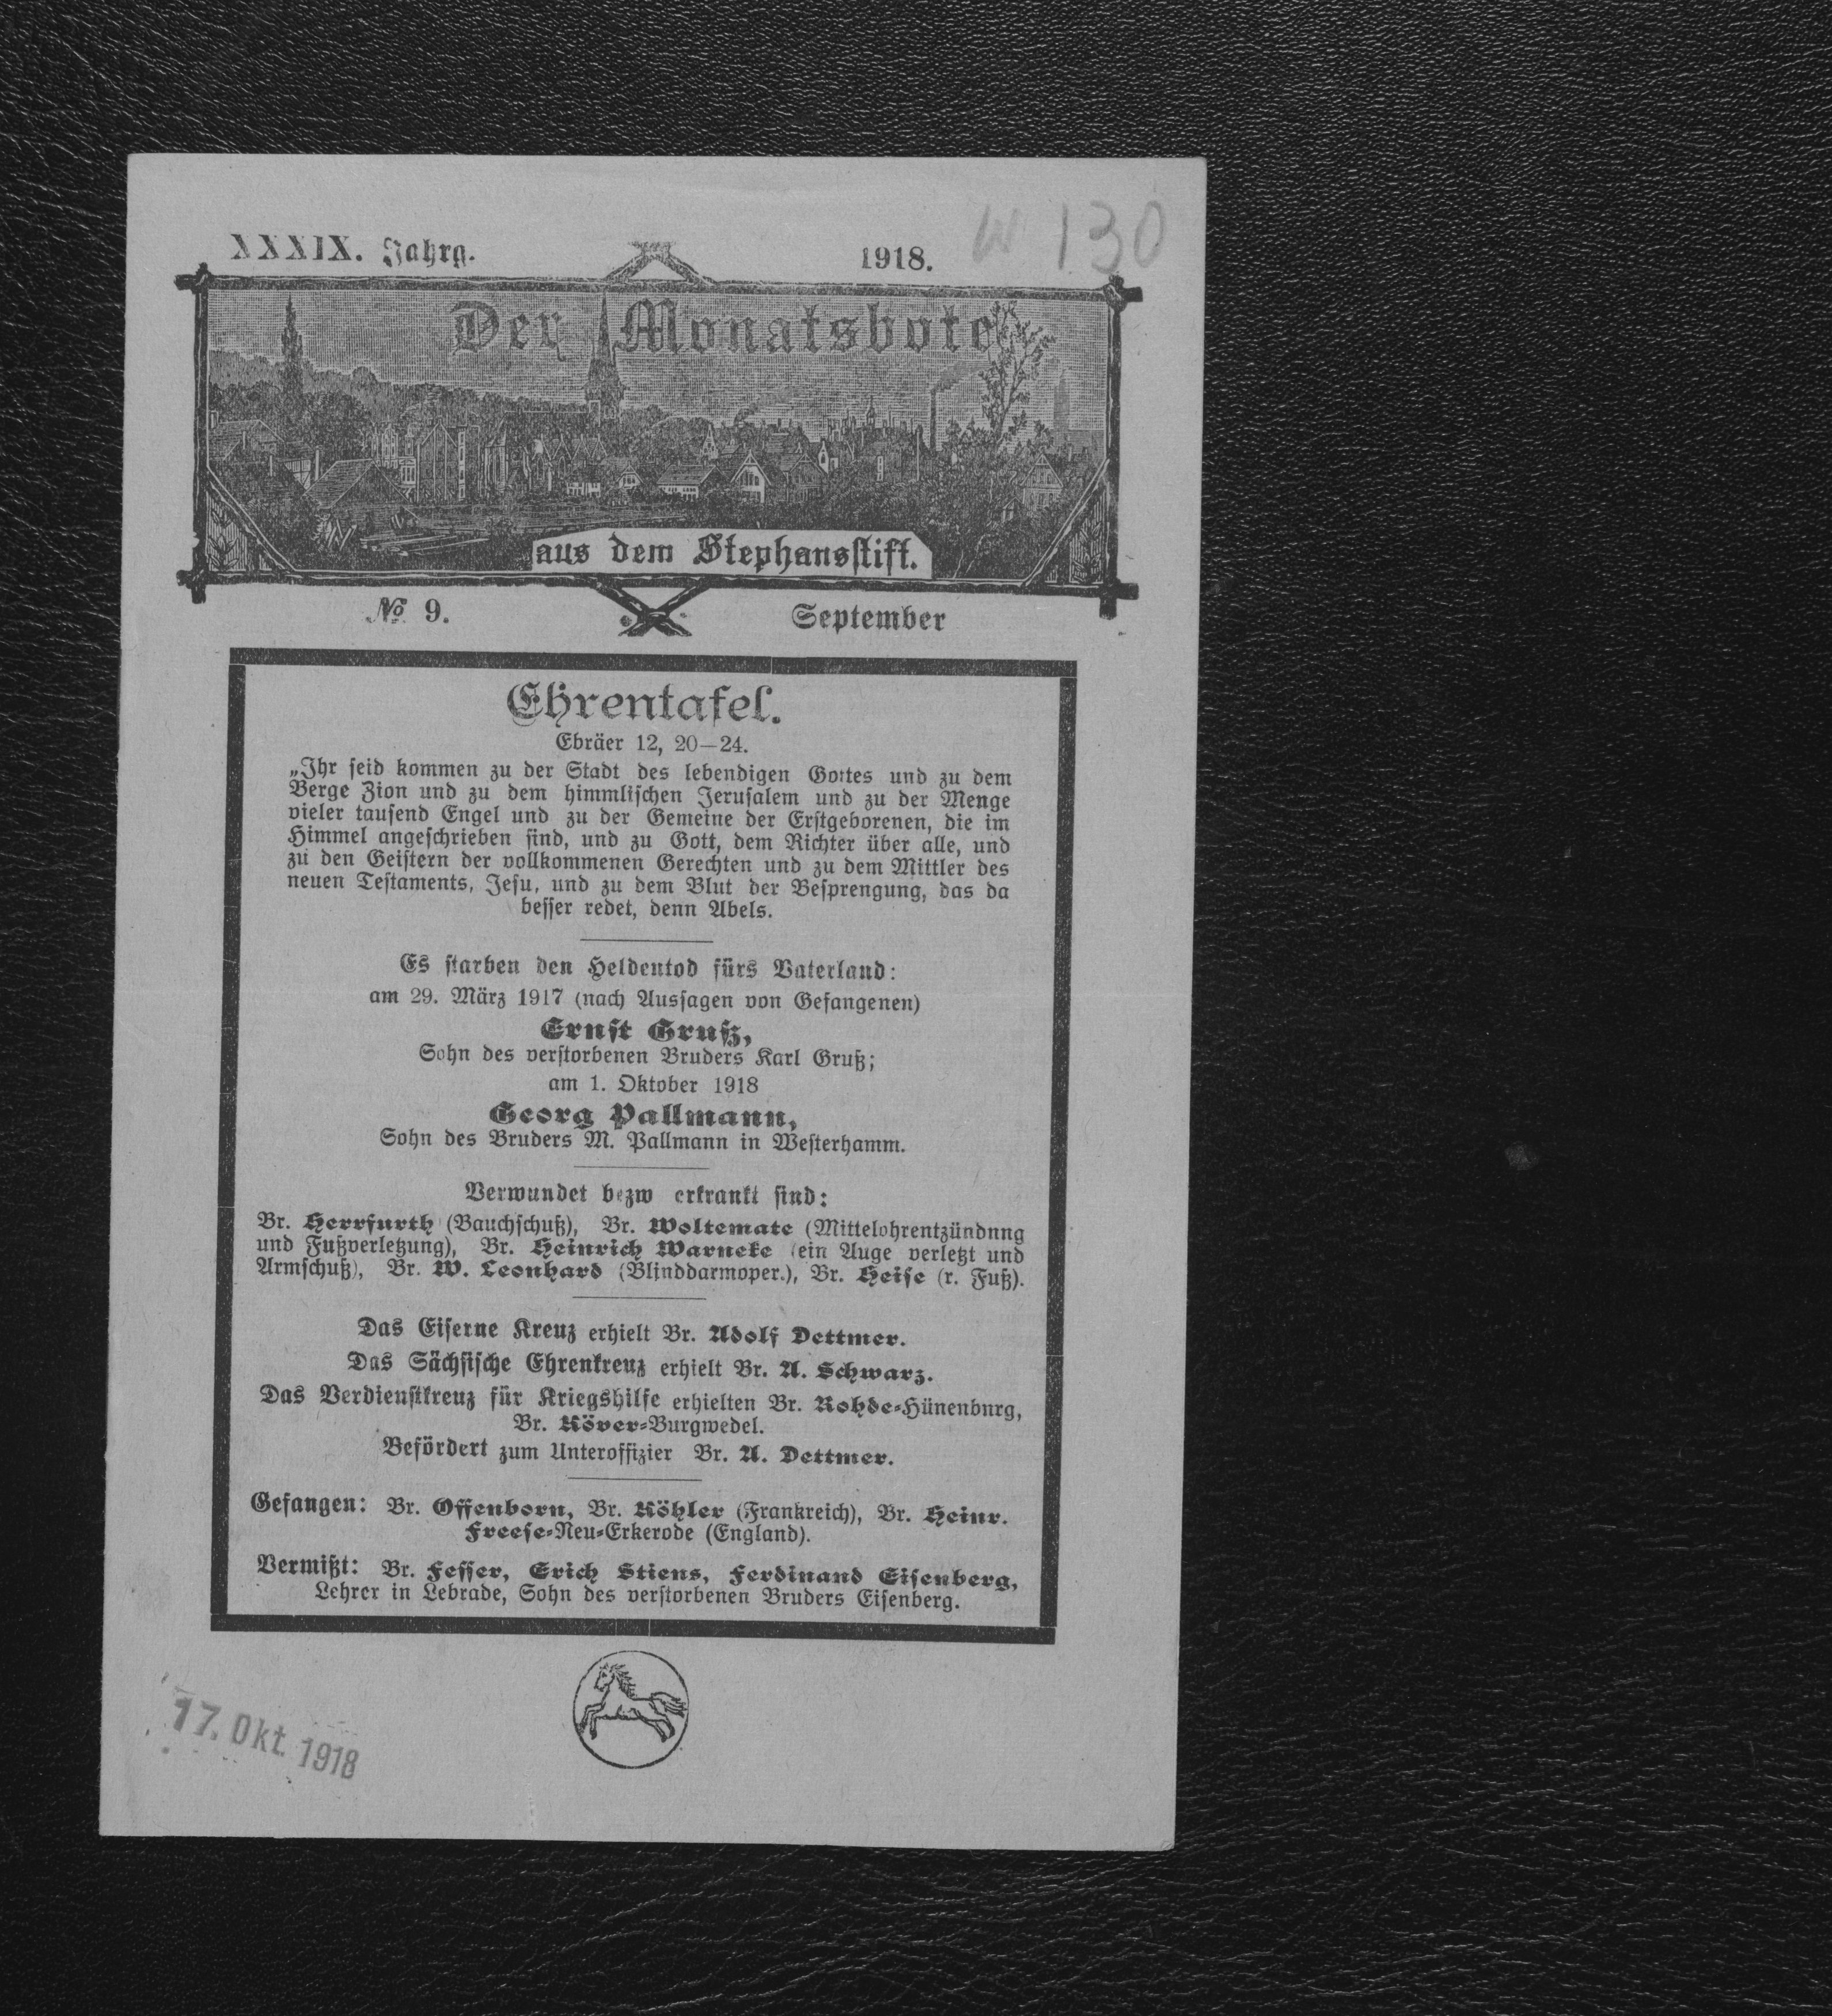 XXXIX. Jahrg.
1918.
W 130
Der Monatsbote
aus dem Stephansstift.
№ 9.
September
Ehrentafel.
Ebräer 12, 20—24.
„Ihr seid kommen zu der Stadt des lebendigen Gottes und zu dem
Berge Zion und zu dem himmlischen Jerusalem und zu der Menge
vieler tausend Engel und zu der Gemeine der Erstgeborenen, die im
Himmel angeschrieben sind, und zu Gott, dem Richter über alle, und
zu den Geistern der vollkommenen Gerechten und zu dem Mittler des
neuen Testaments, Jesu, und zu dem Blut der Besprengung, das da
besser redet, denn Abels.
Es starben den Heldentod fürs Vaterland:
am 29. März 1917 (nach Aussagen von Gefangenen)
Ernst Gruß,
Sohn des verstorbenen Bruders Karl Gruß;
am 1. Oktober 1918
Georg Pallmann,
Sohn des Bruders M. Pallmann in Westerhamm.
Verwundet bezw erkrankt sind:
Br. Herrfurth (Bauchschuß), Br. Woltemate (Mittelohrentzündnng
und Fußverletzung), Br. Heinrich Warneke (ein Auge verletzt und
Armschuß), Br. W. Leonhard (Blinddarmoper.), Br. Heise (r. Fuß).
Das Eiserne Kreuz erhielt Br. Adolf Dettmer.
Das Sächsische Ehrenkreuz erhielt Br. A. Schwarz.
Das Verdienstkreuz für Kriegshilfe erhielten Br. Rohde-Hünenburg,
Br. Köver-Burgwedel.
Befördert zum Unteroffizier Br. A. Dettmer.
Gefangen: Br. Offenborn, Br. Köhler (Frankreich), Br. Heinr.
Freese-Neu-Erkerode (England).
Vermißt: Br. Fesser, Erich Stiens, Ferdinand Eisenberg,
Lehrer in Lebrade, Sohn des verstorbenen Bruders Eisenberg.
17. Okt. 1918